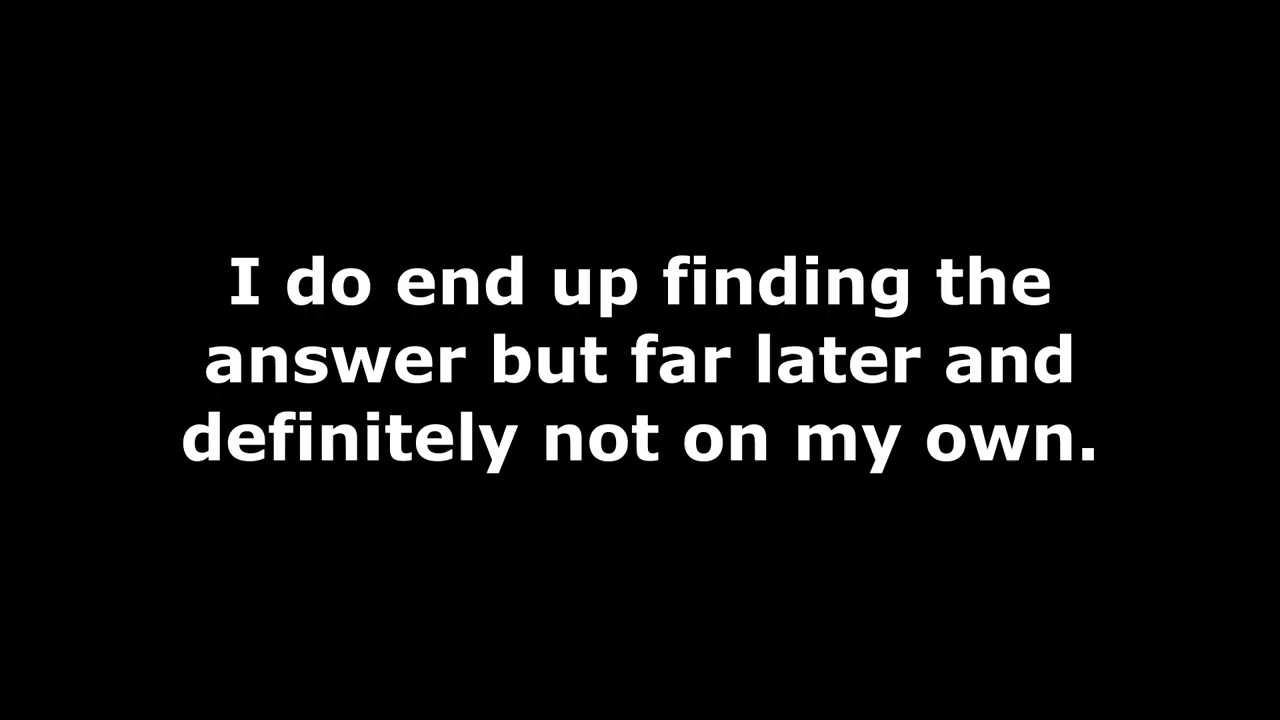 I do end up finding the
answer but far later and
definitely not on my own.